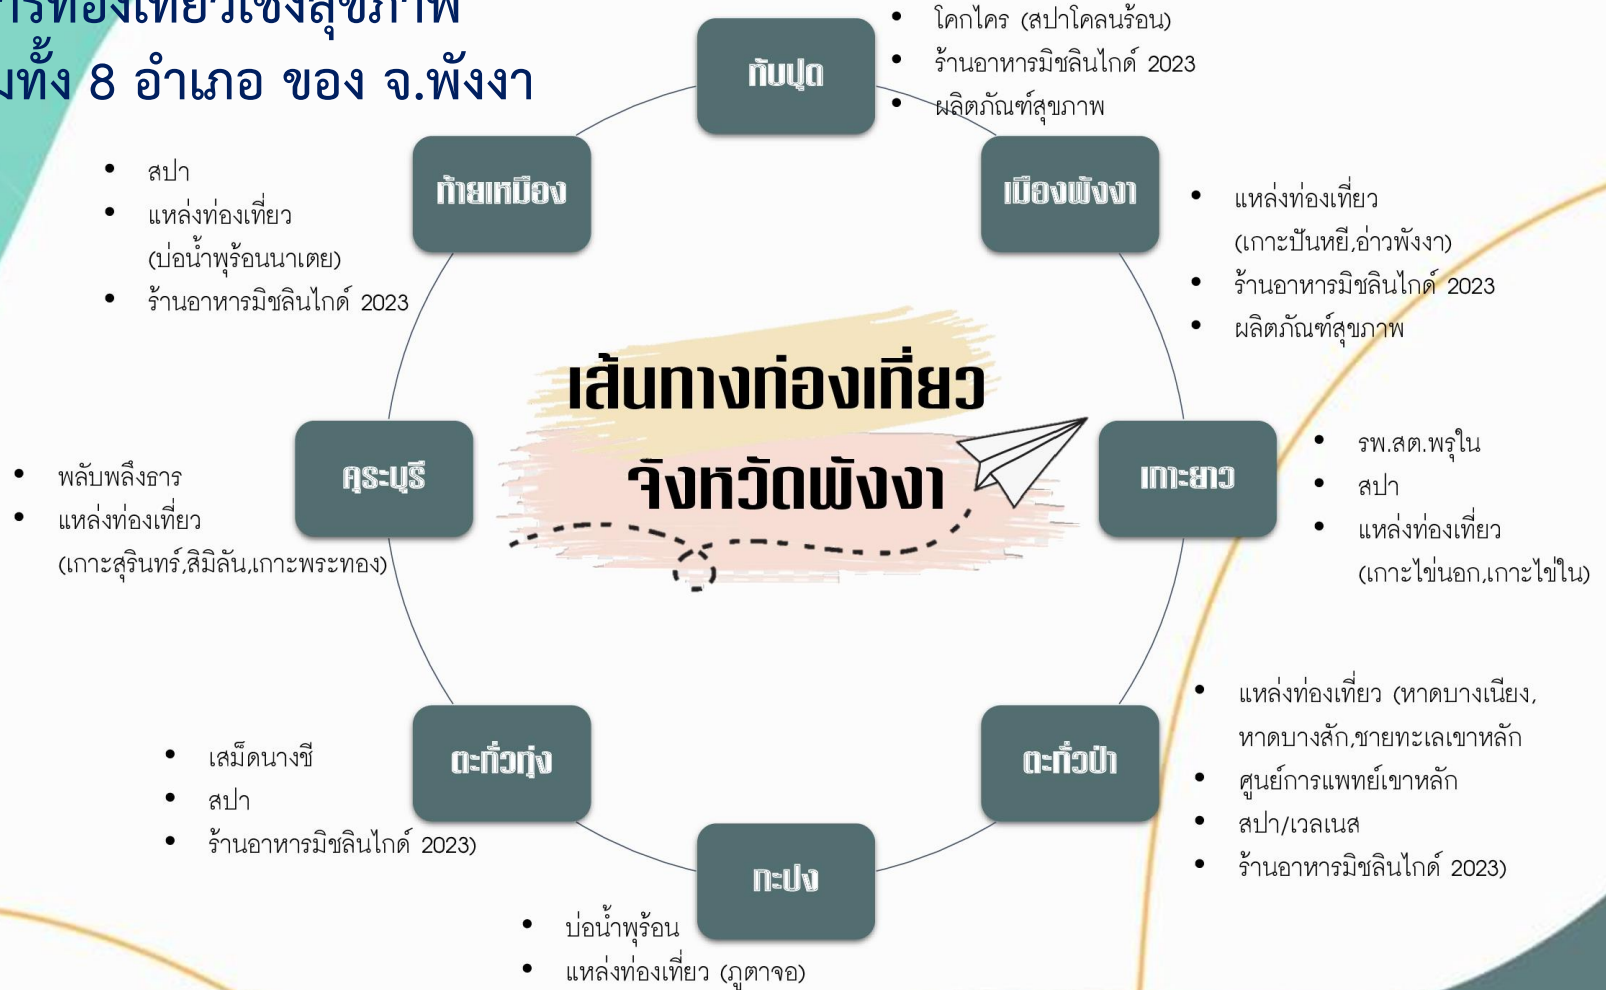 การท่องเที่ยวเชิงสุขภาพ
ทั้ง 8 อำเภอ ของ จ.พังงา
ทับปุด
• โคกไคร (สปาโคลนร้อน)
• ร้านอาหารมิชลินไกด์ 2023
• ผลิตภัณฑ์สุขภาพ
เมืองพังงา
• แหล่งท่องเที่ยว
(เกาะปันหยี,อ่าวพังงา)
• ร้านอาหารมิชลินไกด์ 2023
• ผลิตภัณฑ์สุขภาพ
เกาะยาว
• รพ.สต.พรุใน
• สปา
• แหล่งท่องเที่ยว
(เกาะไข่นอก,เกาะไข่ใน)
ตะกั่วป่า
• แหล่งท่องเที่ยว (หาดบางเนียง,
หาดบางสัก,ชายทะเลเขาหลัก
• ศูนย์การแพทย์เขาหลัก
• สปา/เวลเนส
• ร้านอาหารมิชลินไกด์ 2023)
กะปง
• บ่อน้ำพุร้อน
• แหล่งท่องเที่ยว (ภูตาจอ)
ตะกั่วทุ่ง
• เสม็ดนางชี
• สปา
• ร้านอาหารมิชลินไกด์ 2023)
คุระบุรี
• พลับพลึงธาร
• แหล่งท่องเที่ยว
(เกาะสุรินทร์,สิมิลัน,เกาะพระทอง)
ท้ายเหมือง
• สปา
• แหล่งท่องเที่ยว
(บ่อน้ำพุร้อนนาเตย)
• ร้านอาหารมิชลินไกด์ 2023
เส้นทางท่องเที่ยว
จังหวัดพังงา